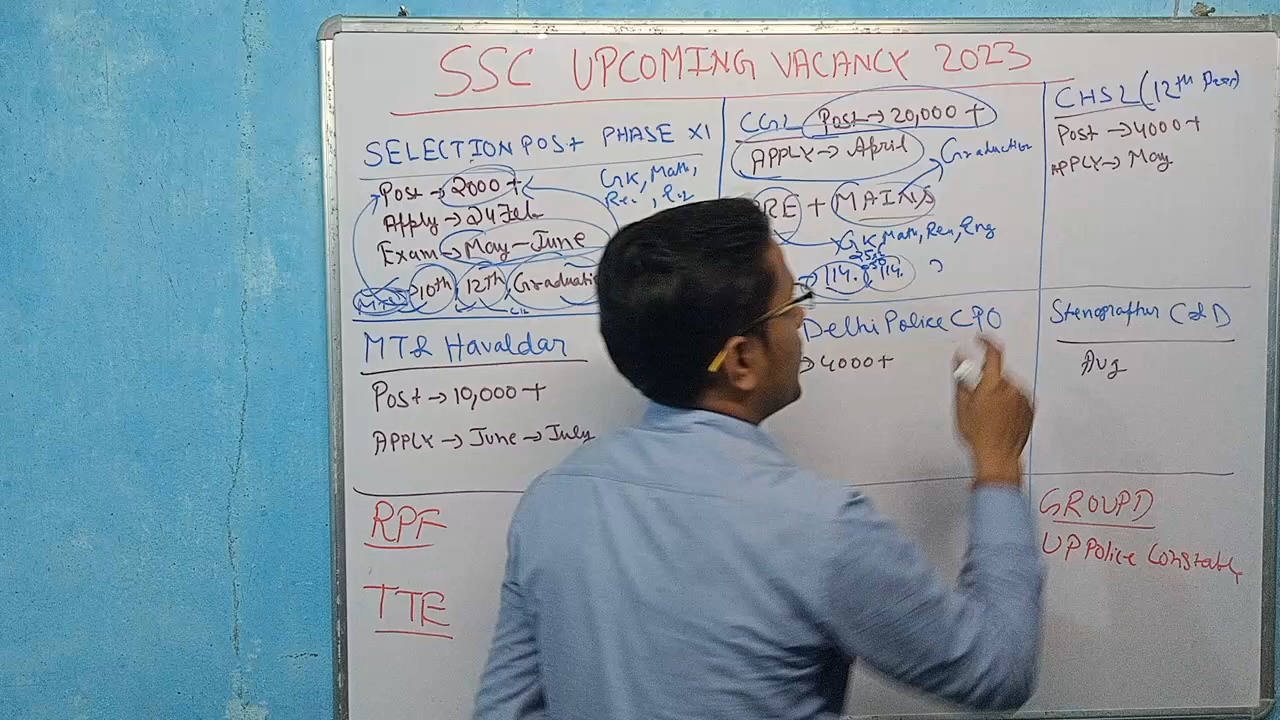 SSC UPCOMING VACANCY 2023
SELECTION POST PHASE XI
Post → 2000 +
GK, Math,
Apply → 24 Feb
Exam → May - June
10th 12th Graduati
CGL Post → 20,000 +
APPLY → April
Graduation
PRE + MAINS
GK, Math, Rea, Eng
CHSL (12th
Post → 4000 +
APPLY → May
MTS Havaldar
Post → 10,000 +
APPLY → June → July
Delhi Police CPO
→ 4000 +
Stenographer C & D
Aug
RPF
TTE
GROUP D
UP Police Constable